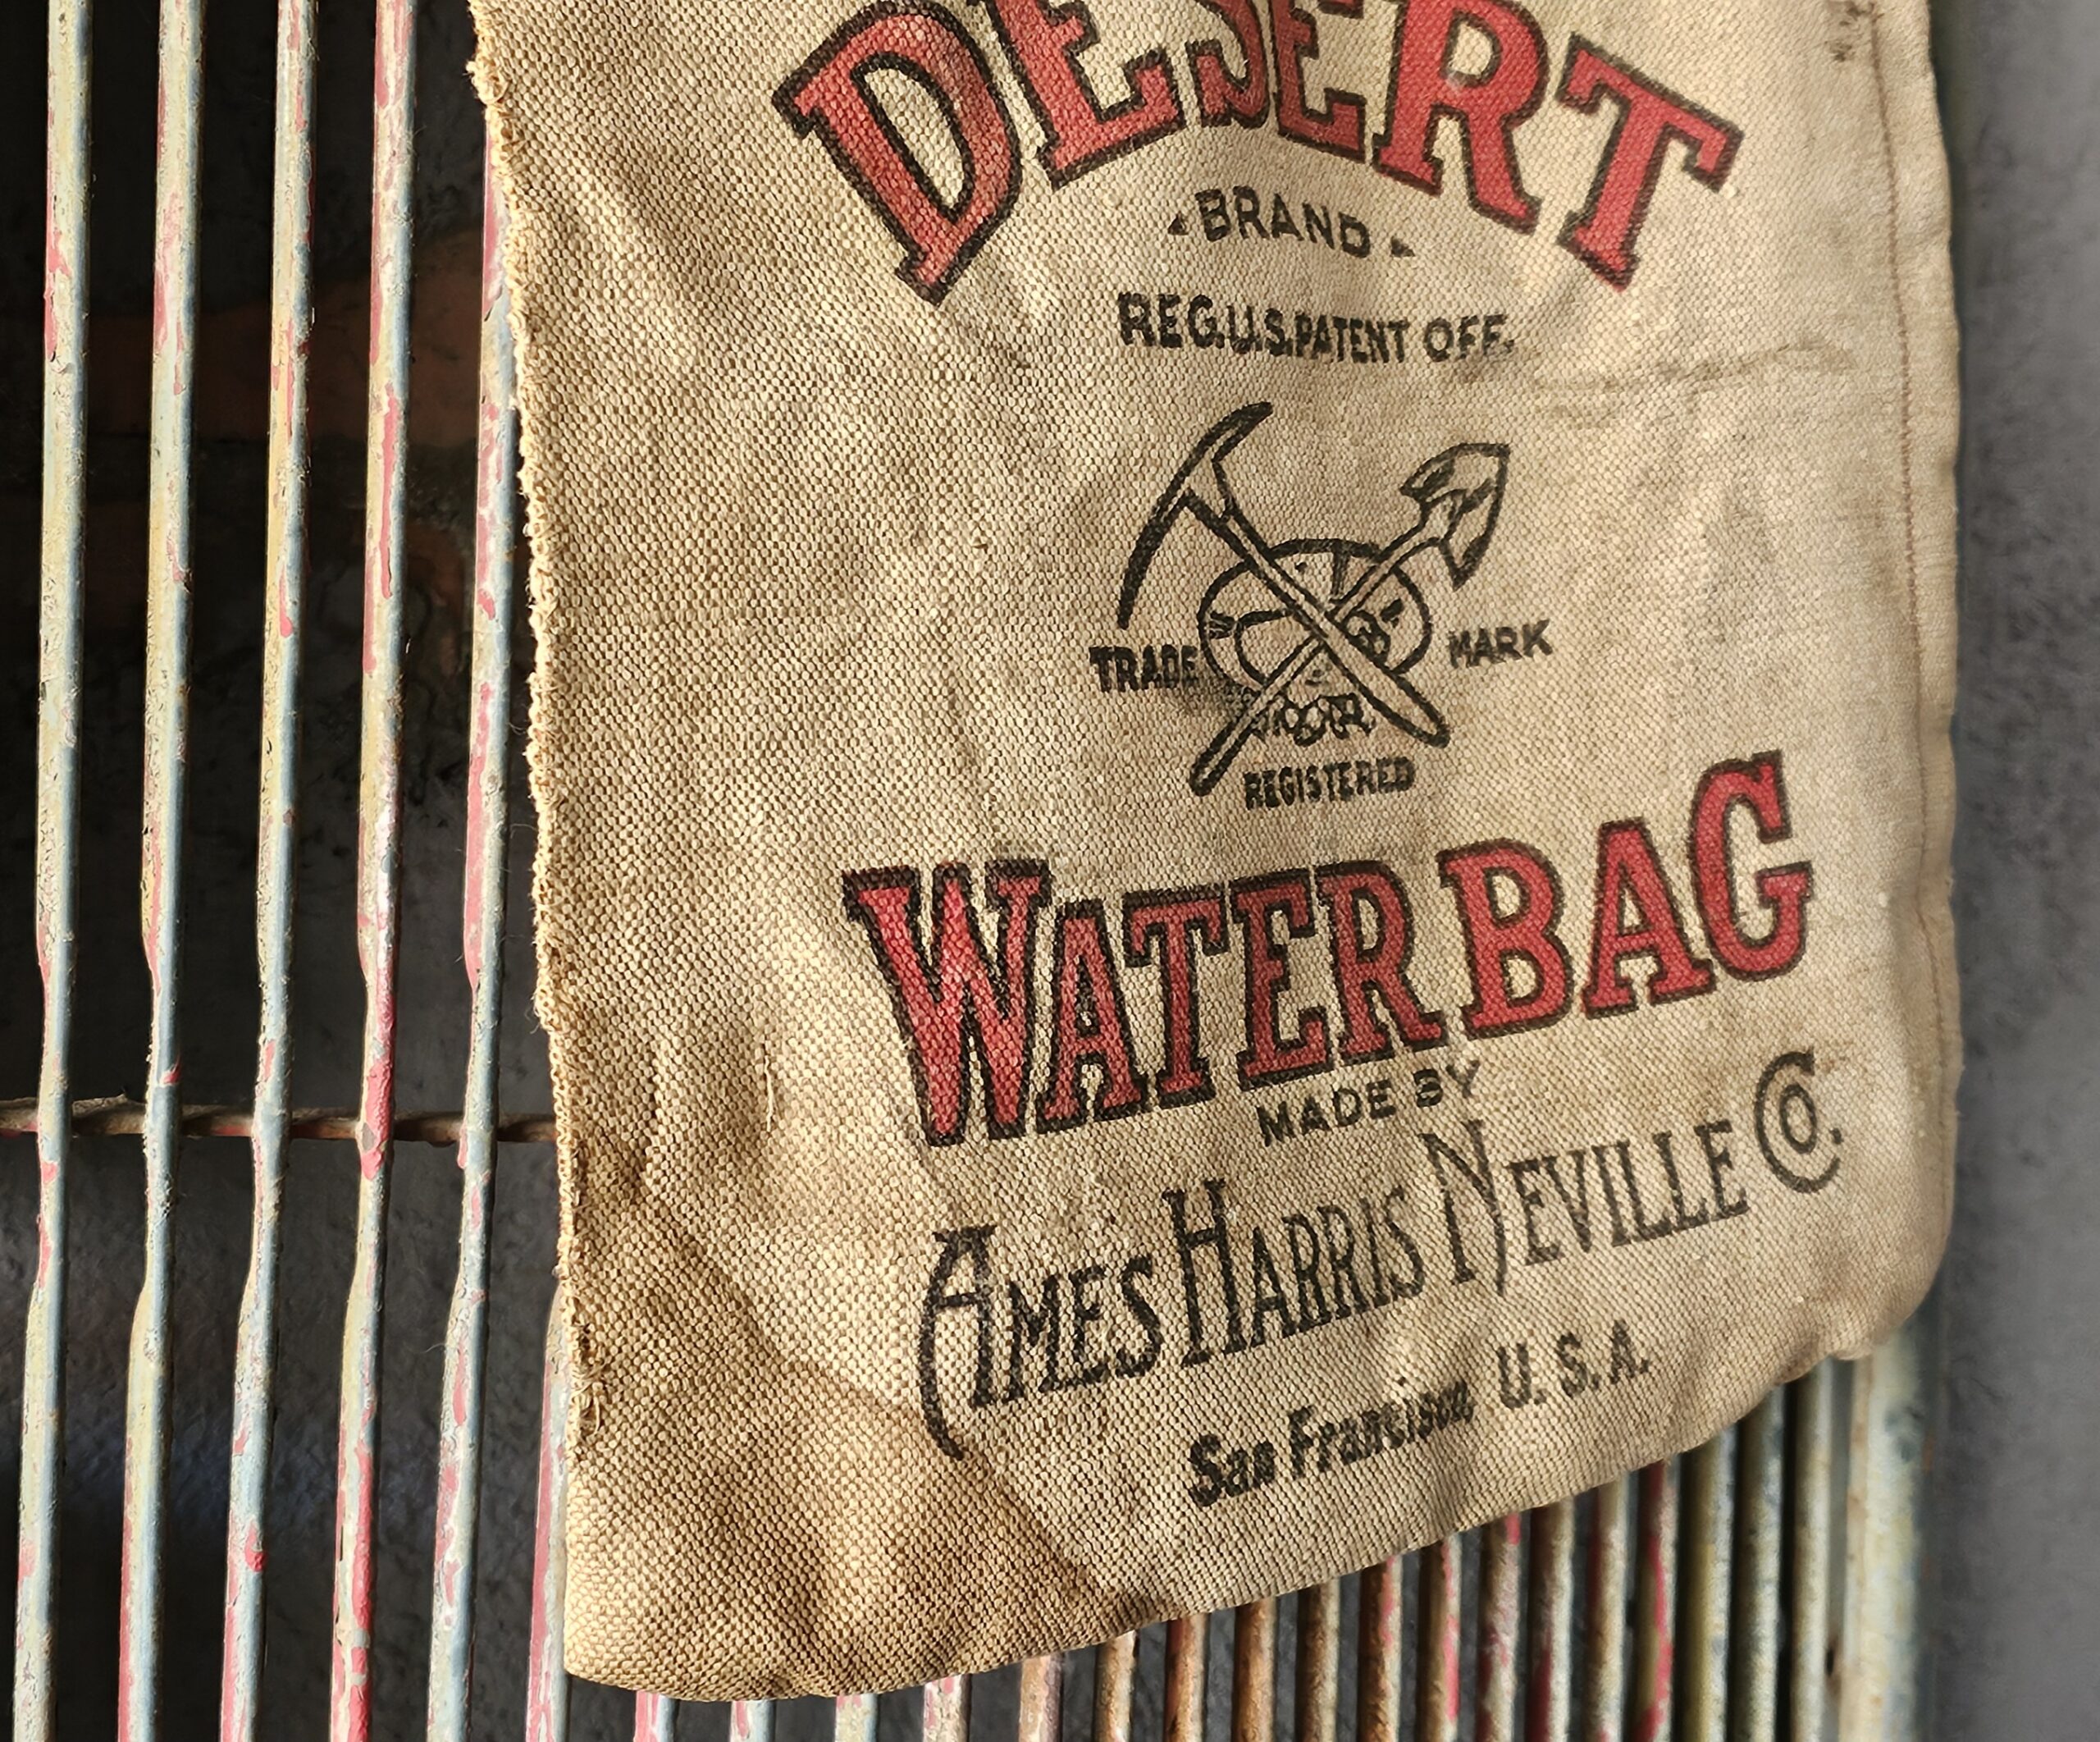 DESERT
BRAND
REG.U.S.PATENT OFF.
TRADE MARK
REGISTERED
WATER BAG
MADE BY
AMES HARRIS NEVILLE CO.
San Francisco, U.S.A.